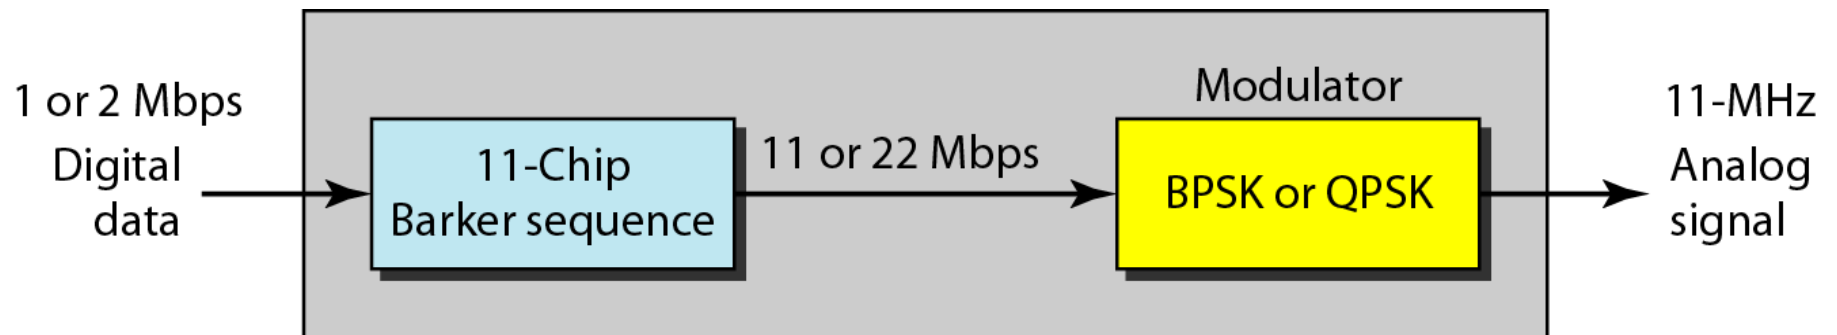 1 or 2 Mbps
Digital
data
11-Chip
Barker sequence
11 or 22 Mbps
Modulator
BPSK or QPSK
11-MHz
Analog
signal